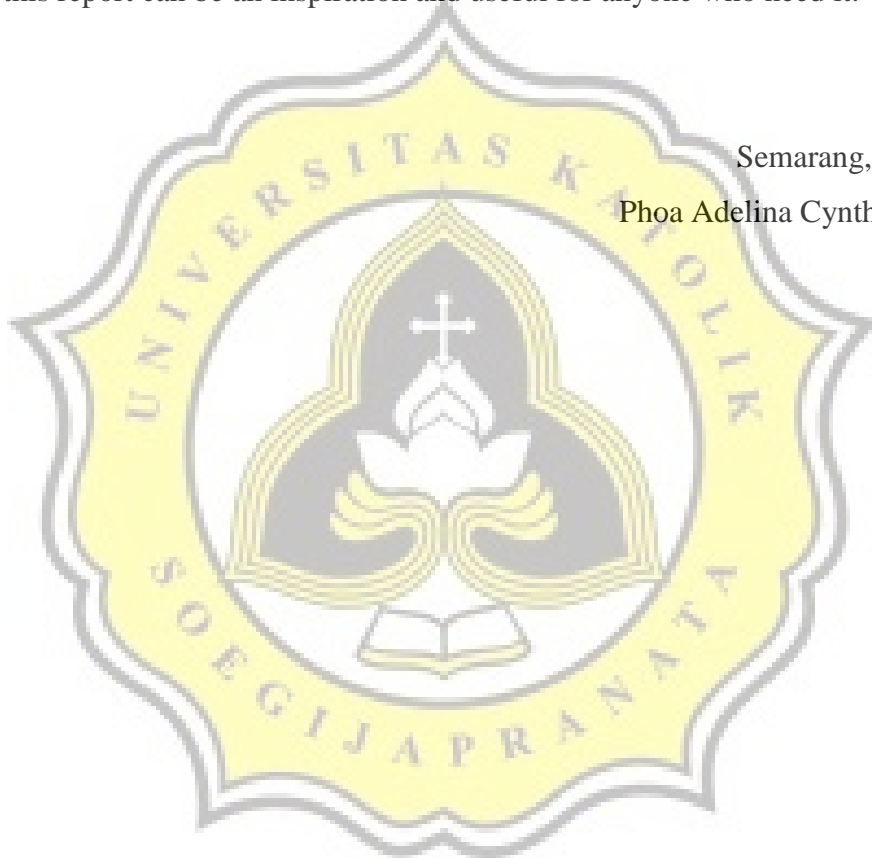 this report can be an inspiration and useful for anyone who need it.
Semarang,
Phoa Adelina Cynth
UNIVERSITAS KATOLIK
SOEGIJAPRANATA